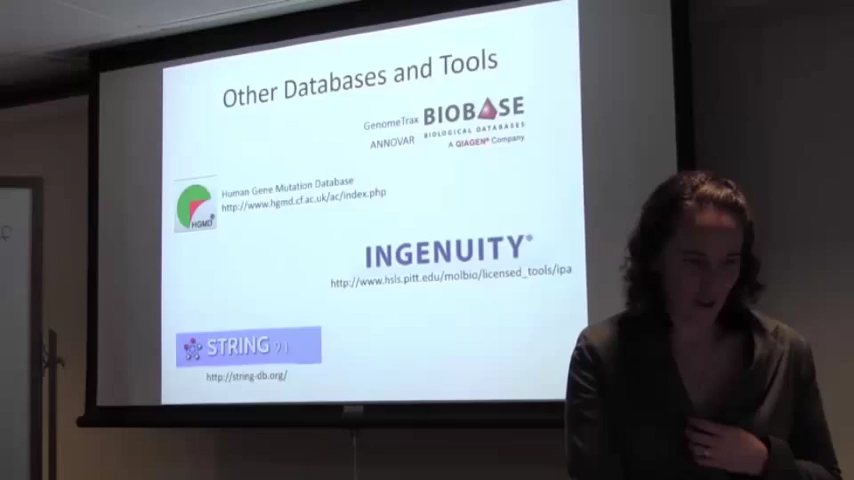 Other Databases and Tools
GenomeTrax
ANNOVAR
BIOBASE
BIOLOGICAL DATABASES
A QIAGEN® Company
HGMD®
Human Gene Mutation Database
http://www.hgmd.cf.ac.uk/ac/index.php
INGENUITY®
http://www.hsls.pitt.edu/molbio/licensed_tools/ipa
STRING 9.1
http://string-db.org/